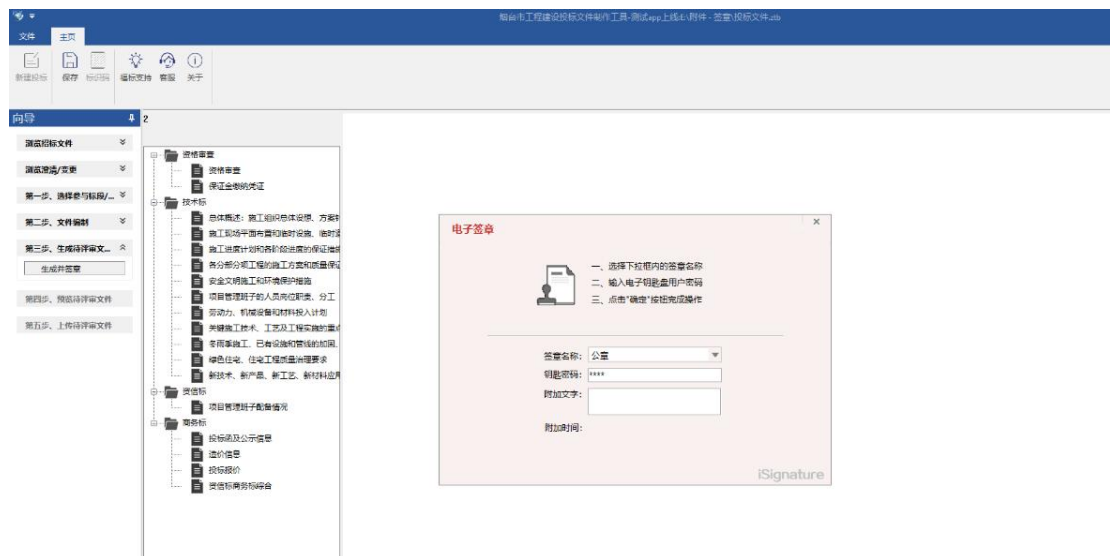 烟台市工程建设投标文件制作工具-测试app上线E:\附件 - 签章\投标文件.ztb
文件 主页
新建投标 保存 标识码 福标支持 客服 关于
向导 2
浏览招标文件
浏览澄清/变更
第一步、选择参与标段/...
第二步、文件编制
第三步、生成待评审文...
生成并签章
第四步、预览待评审文件
第五步、上传待评审文件
资格审查
资格审查
保证金缴纳凭证
技术标
总体概述：施工组织总体设想、方案
施工现场平面布置和临时设施、临时
施工进度计划和各阶段进度的保证措施
各分部分项工程的施工方案和质量保证
安全文明施工和环境保护措施
项目管理班子的人员岗位职责、分工
劳动力、机械设备和材料投入计划
关键施工技术、工艺及工程实施的重点
冬雨季施工、已有设施和管线的加固、
绿色住宅、住宅工程质量治理要求
新技术、新产品、新工艺、新材料应用
资信标
项目管理班子配备情况
商务标
投标函及公示信息
造价信息
投标报价
资信标商务标综合
电子签章
×
一、选择下拉框内的签章名称
二、输入电子钥匙盘用户密码
三、点击"确定"按钮完成操作
签章名称： 公章
钥匙密码： ****
附加文字：
附加时间：
iSignature